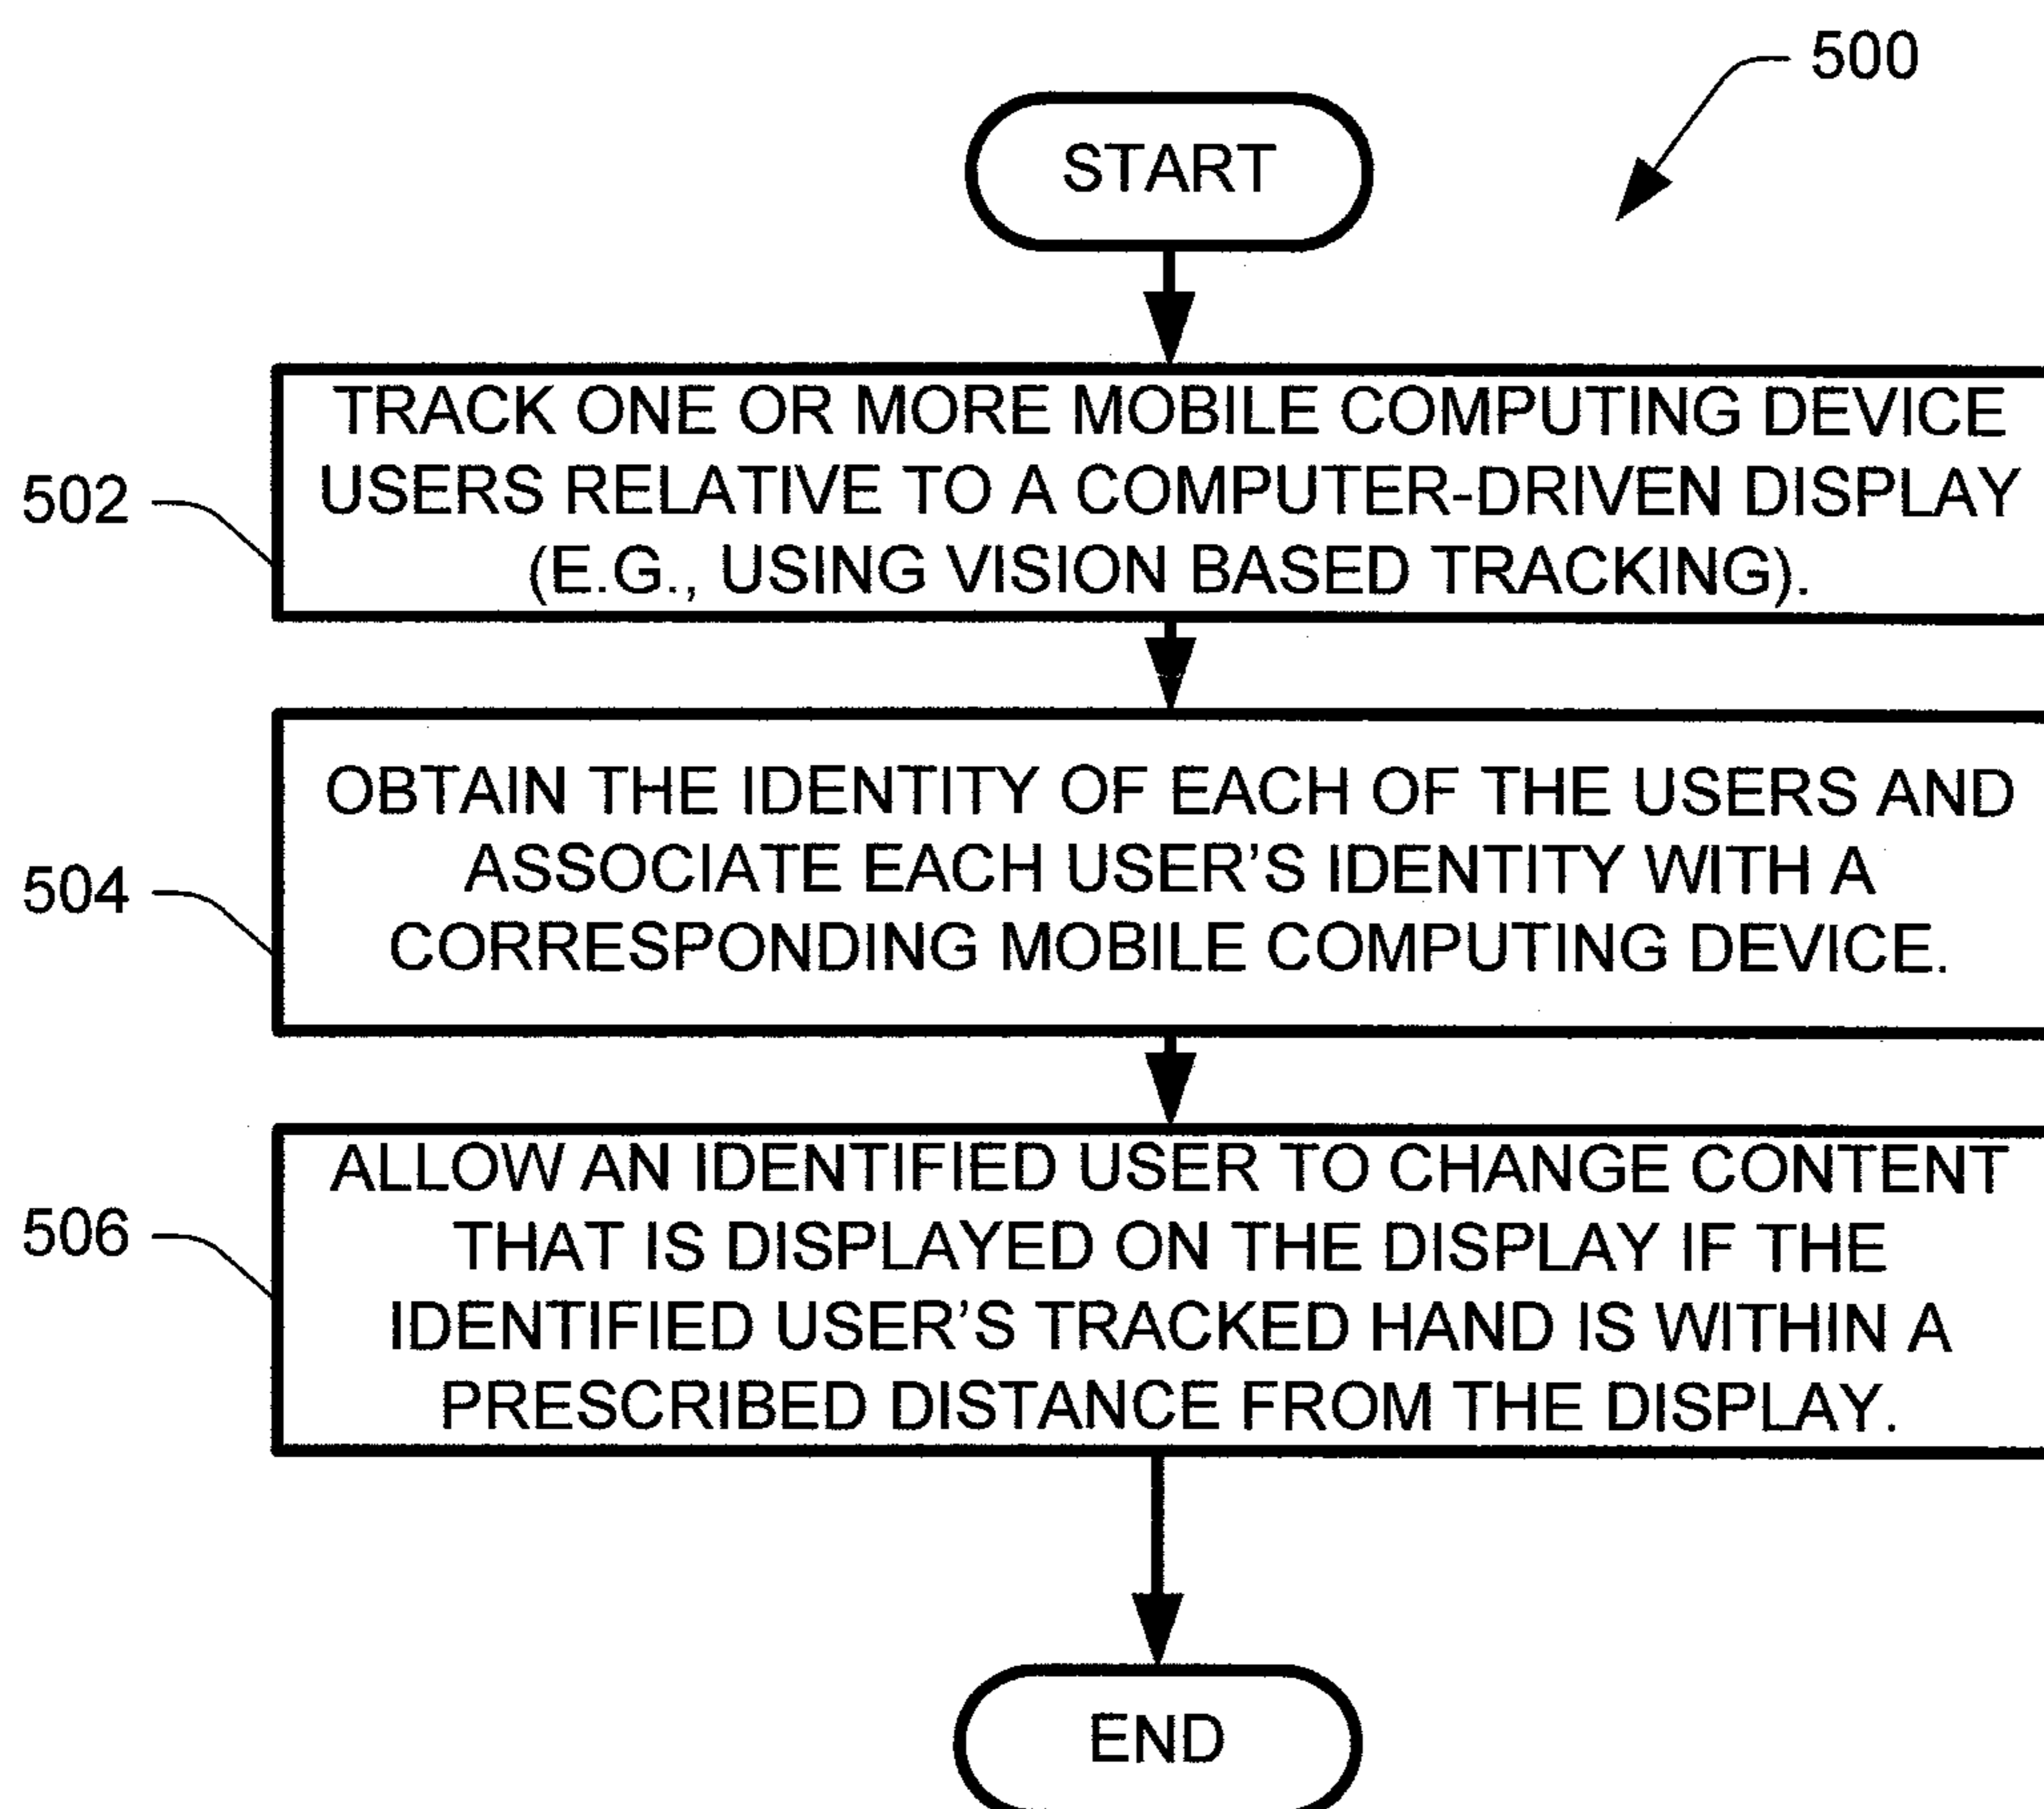 500
START
TRACK ONE OR MORE MOBILE COMPUTING DEVICE
USERS RELATIVE TO A COMPUTER-DRIVEN DISPLAY
(E.G., USING VISION BASED TRACKING).
502
OBTAIN THE IDENTITY OF EACH OF THE USERS AND
ASSOCIATE EACH USER'S IDENTITY WITH A
CORRESPONDING MOBILE COMPUTING DEVICE.
504
ALLOW AN IDENTIFIED USER TO CHANGE CONTENT
THAT IS DISPLAYED ON THE DISPLAY IF THE
IDENTIFIED USER'S TRACKED HAND IS WITHIN A
PRESCRIBED DISTANCE FROM THE DISPLAY.
506
END